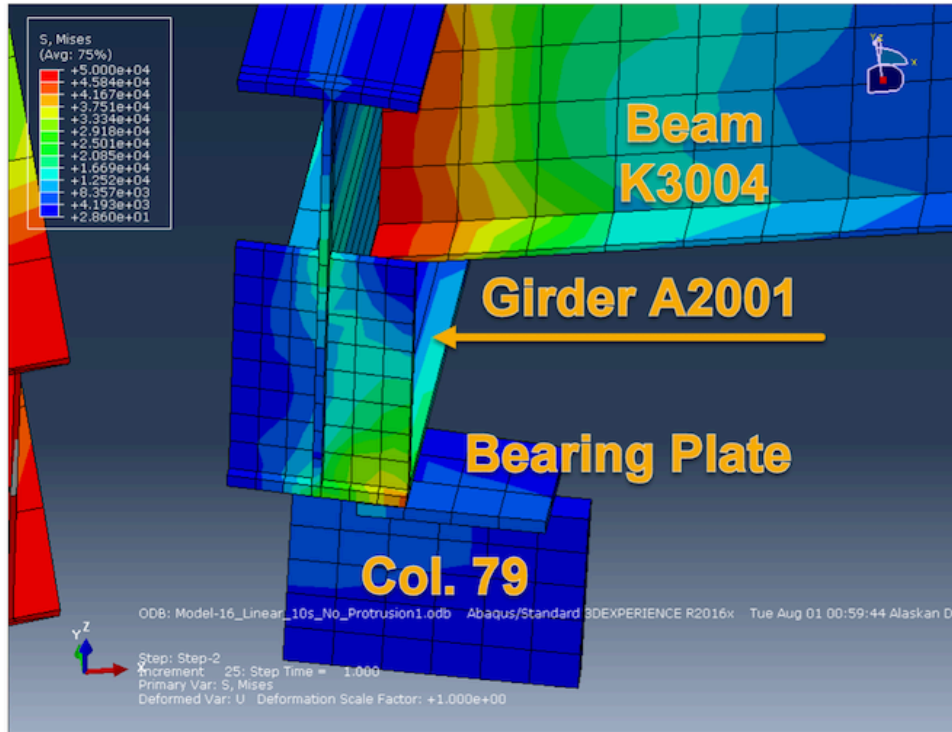 S, Mises
(Avg: 75%)
+5.000e+04
+4.584e+04
+4.167e+04
+3.751e+04
+3.334e+04
+2.918e+04
+2.501e+04
+2.085e+04
+1.669e+04
+1.252e+04
+8.357e+03
+4.193e+03
+2.860e+01
Y
X
Beam
K3004
Girder A2001
Bearing Plate
Col. 79
ODB: Model-16_Linear_10s_No_Protrusion1.odb Abaqus/Standard 3DEXPERIENCE R2016x Tue Aug 01 00:59:44 Alaskan D
Y Z
X
Step: Step-2
Increment 25: Step Time = 1.000
Primary Var: S, Mises
Deformed Var: U Deformation Scale Factor: +1.000e+00